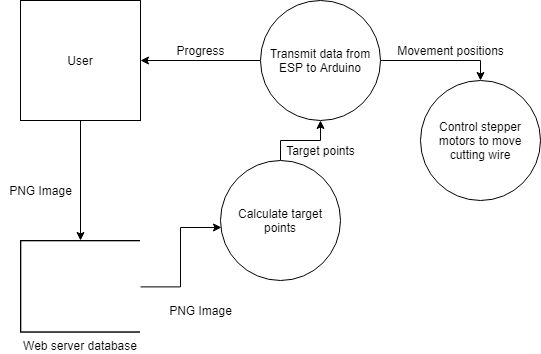 User
Progress
Transmit data from
ESP to Arduino
Movement positions
Control stepper
motors to move
cutting wire
Target points
PNG Image
Calculate target
points
PNG Image
Web server database